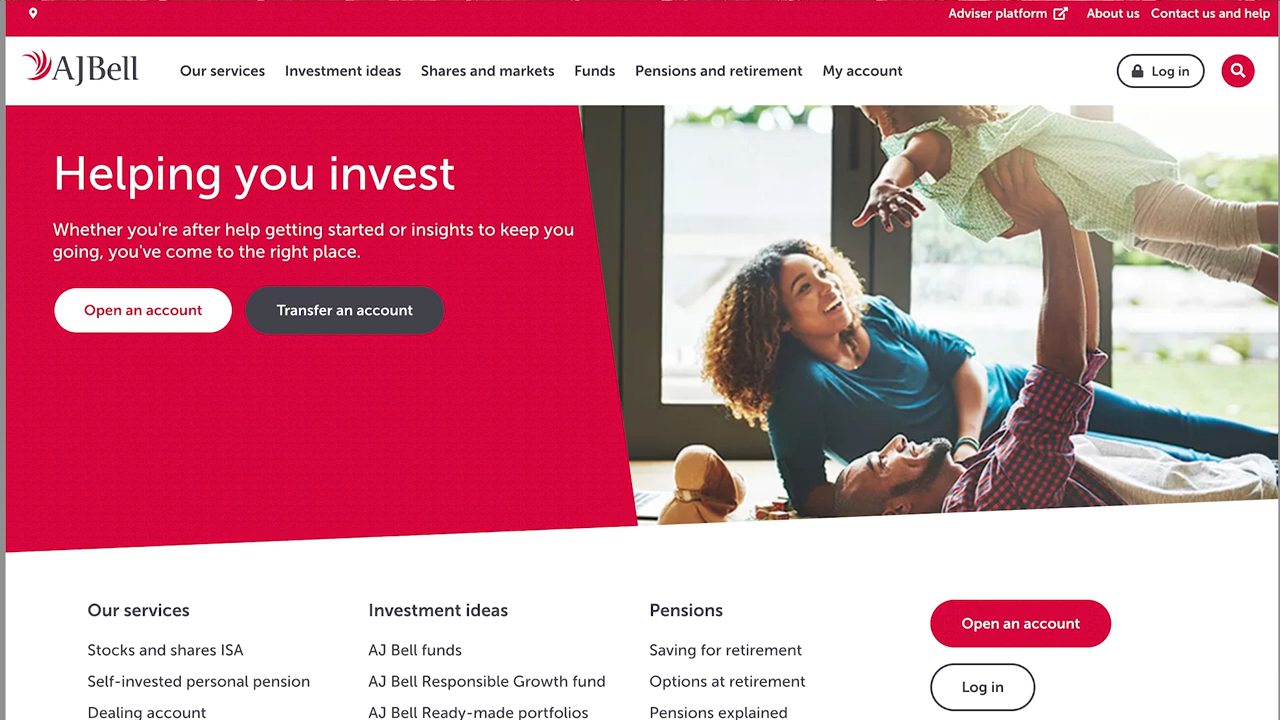 Adviser platform About us Contact us and help
AJBell Our services Investment ideas Shares and markets Funds Pensions and retirement My account Log in
Helping you invest
Whether you're after help getting started or insights to keep you
going, you've come to the right place.
Open an account Transfer an account
Our services
Stocks and shares ISA
Self-invested personal pension
Dealing account
Investment ideas
AJ Bell funds
AJ Bell Responsible Growth fund
AJ Bell Ready-made portfolios
Pensions
Saving for retirement
Options at retirement
Pensions explained
Open an account
Log in